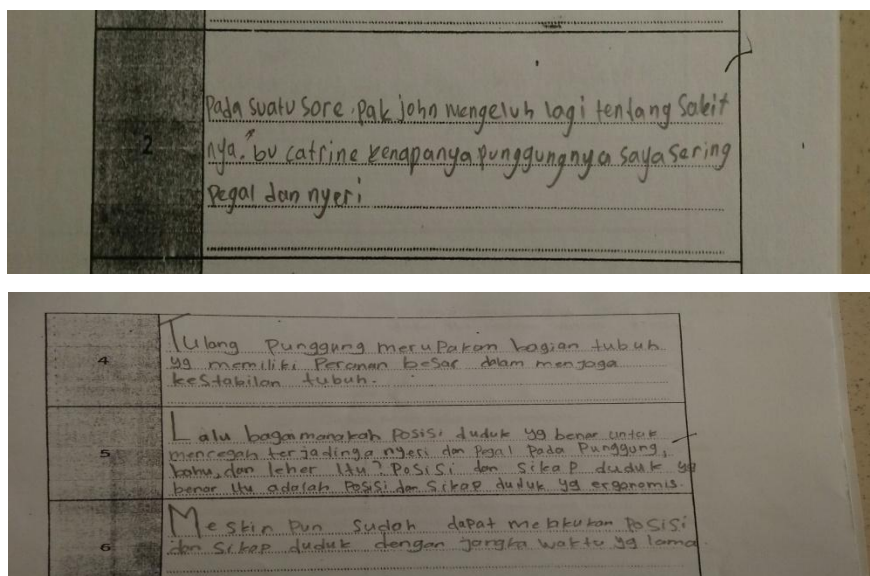 2
Pada suatu sore. pak john mengeluh lagi tentang sakit
nya. "bu catrine kenapanya punggungnya saya sering
pegal dan nyeri
4
Tulang Punggung merupakan bagian tubuh
yg memiliki Peranan besar dalam menjaga
kestabilan tubuh.
5
Lalu bagaimanakah Posisi duduk yg benar untuk
mencegah terjadinga nyeri dan Pegal Pada Punggung,
bahu, dan leher itu? Posisi dan sikap duduk yg
benar itu adalah Posisi dan sikap duduk yg ergonomis.
6
Meskin Pun sudah dapat melakukan Posisi
dan sikap duduk dengan jangka waktu yg lama.